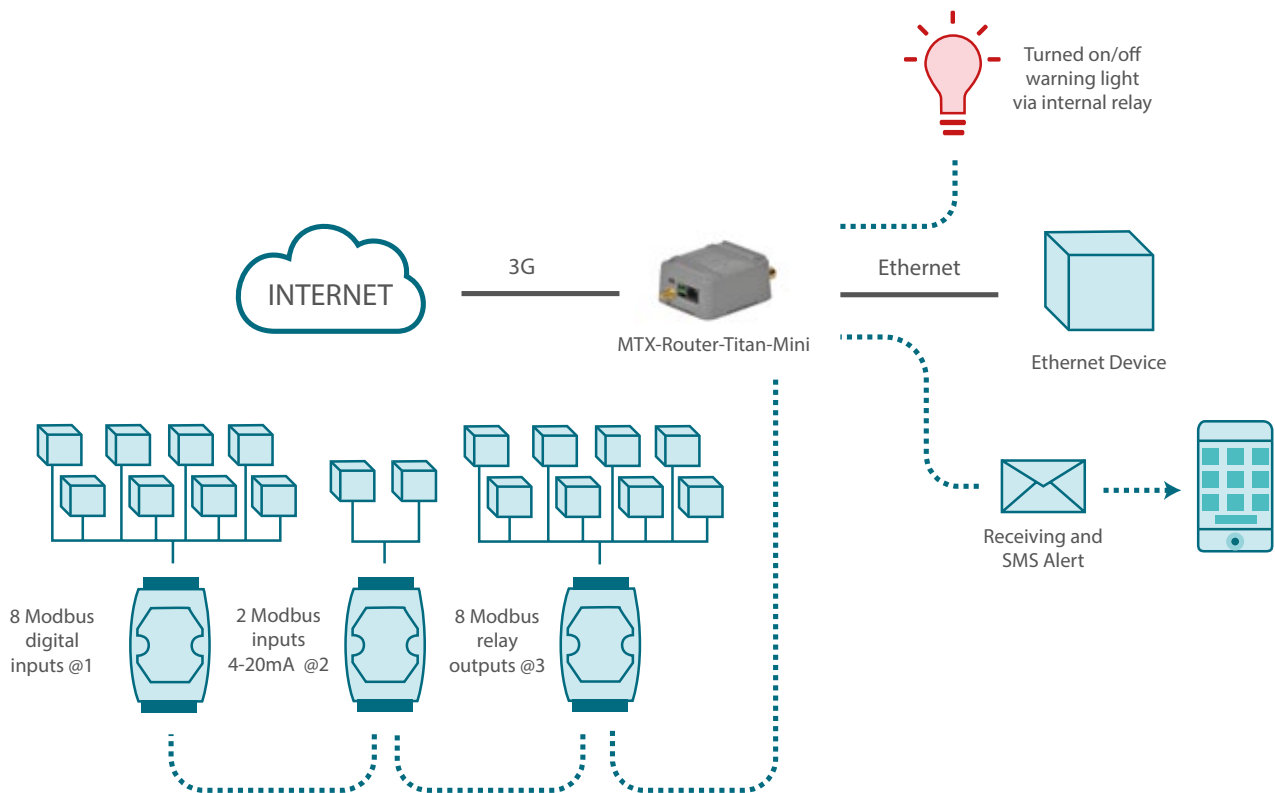 Turned on/off
warning light
via internal relay
INTERNET
3G
Ethernet
MTX-Router-Titan-Mini
Ethernet Device
Receiving and
SMS Alert
8 Modbus
digital
inputs @1
2 Modbus
inputs
4-20mA @2
8 Modbus
relay
outputs @3